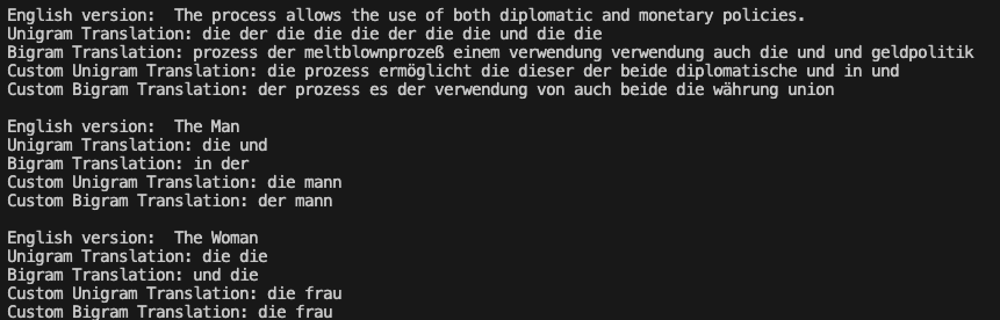 English version:  The process allows the use of both diplomatic and monetary policies.
Unigram Translation: die der die die die der die die und die die
Bigram Translation: prozess der meltblownprozeß einem verwendung verwendung auch die und und geldpolitik
Custom Unigram Translation: die prozess ermöglicht die dieser der beide diplomatische und in und
Custom Bigram Translation: der prozess es der verwendung von auch beide die währung union
English version:  The Man
Unigram Translation: die und
Bigram Translation: in der
Custom Unigram Translation: die mann
Custom Bigram Translation: der mann
English version:  The Woman
Unigram Translation: die die
Bigram Translation: und die
Custom Unigram Translation: die frau
Custom Bigram Translation: die frau